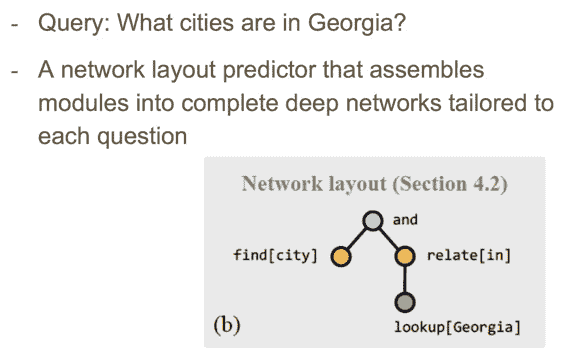 - Query: What cities are in Georgia?
- A network layout predictor that assembles
modules into complete deep networks tailored to
each question
Network layout (Section 4.2)
and
find[city]
relate[in]
(b)
lookup[Georgia]